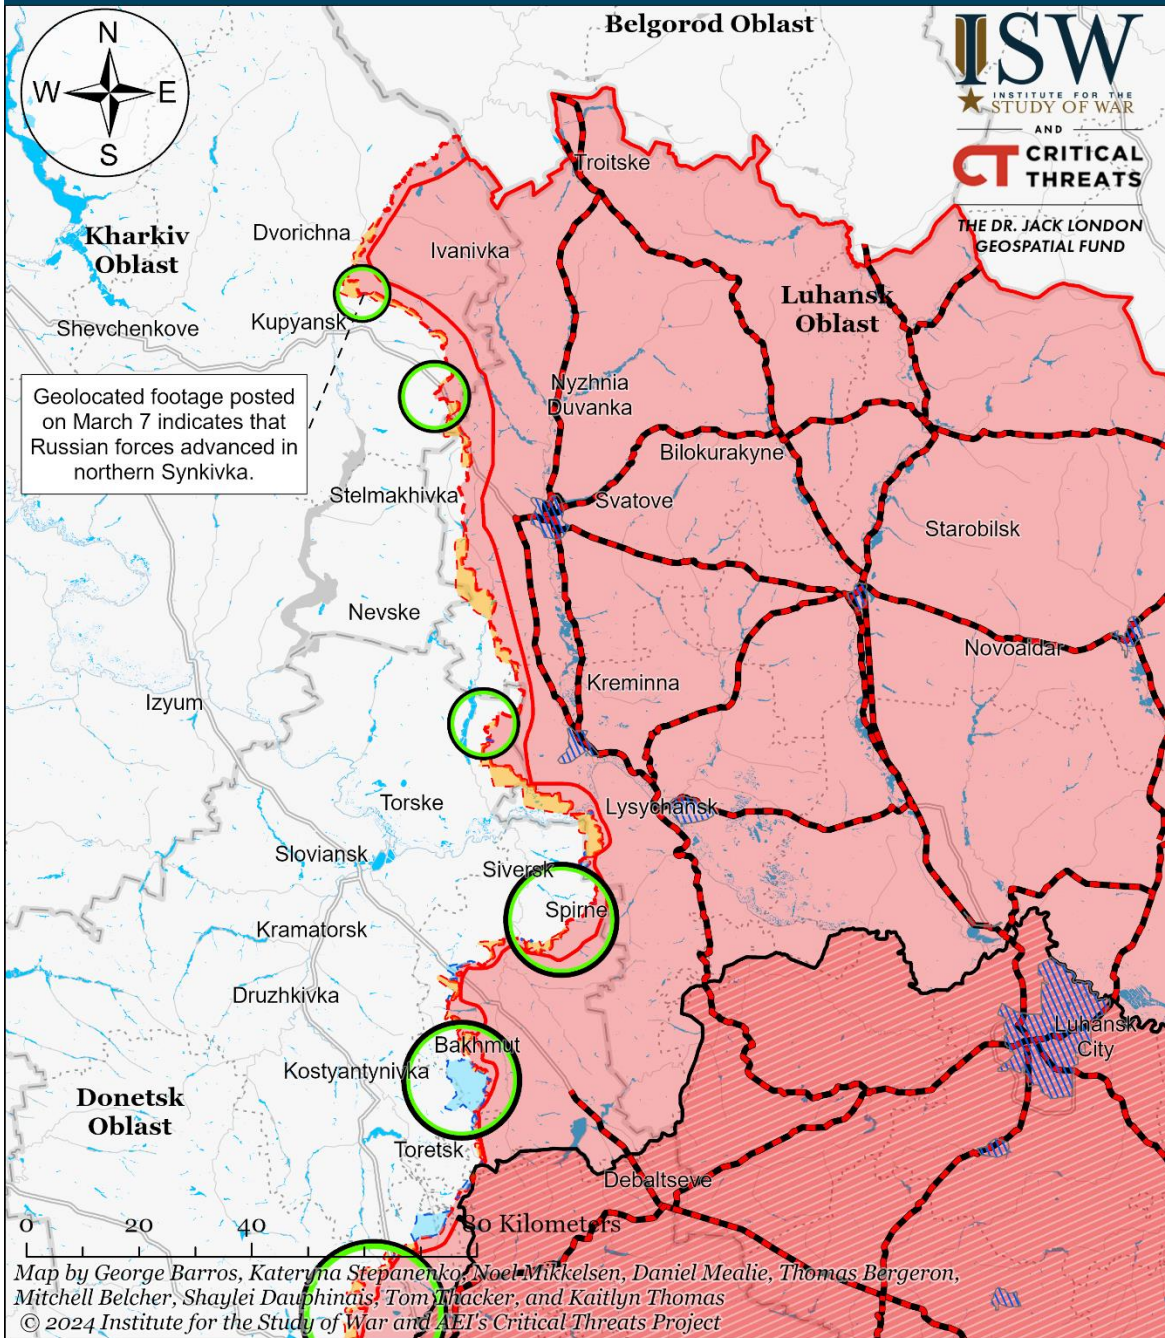 Belgorod Oblast
ISW
INSTITUTE FOR THE
STUDY OF WAR
AND
CT CRITICAL
THREATS
THE DR. JACK LONDON
GEOSPATIAL FUND
N
W E
S
Troitske
Dvorichna
Ivanivka
Kharkiv
Oblast
Luhansk
Oblast
Shevchenkove
Kupyansk
Geolocated footage posted
on March 7 indicates that
Russian forces advanced in
northern Synkivka.
Nyzhnia
Duvanka
Bilokurakyne
Stelmakhivka
Svatove
Starobilsk
Nevske
Novoaidar
Izyum
Kreminna
Torske
Lysychansk
Sloviansk
Siversk
Spirne
Kramatorsk
Druzhkivka
Luhansk
City
Bakhmut
Kostyantynivka
Donetsk
Oblast
Toretsk
Debaltseve
0 20 40 80 Kilometers
Map by George Barros, Kateryna Stepanenko, Noel Mikkelsen, Daniel Mealie, Thomas Bergeron,
Mitchell Belcher, Shaylei Dauphinais, Tom Thacker, and Kaitlyn Thomas
© 2024 Institute for the Study of War and AEI's Critical Threats Project